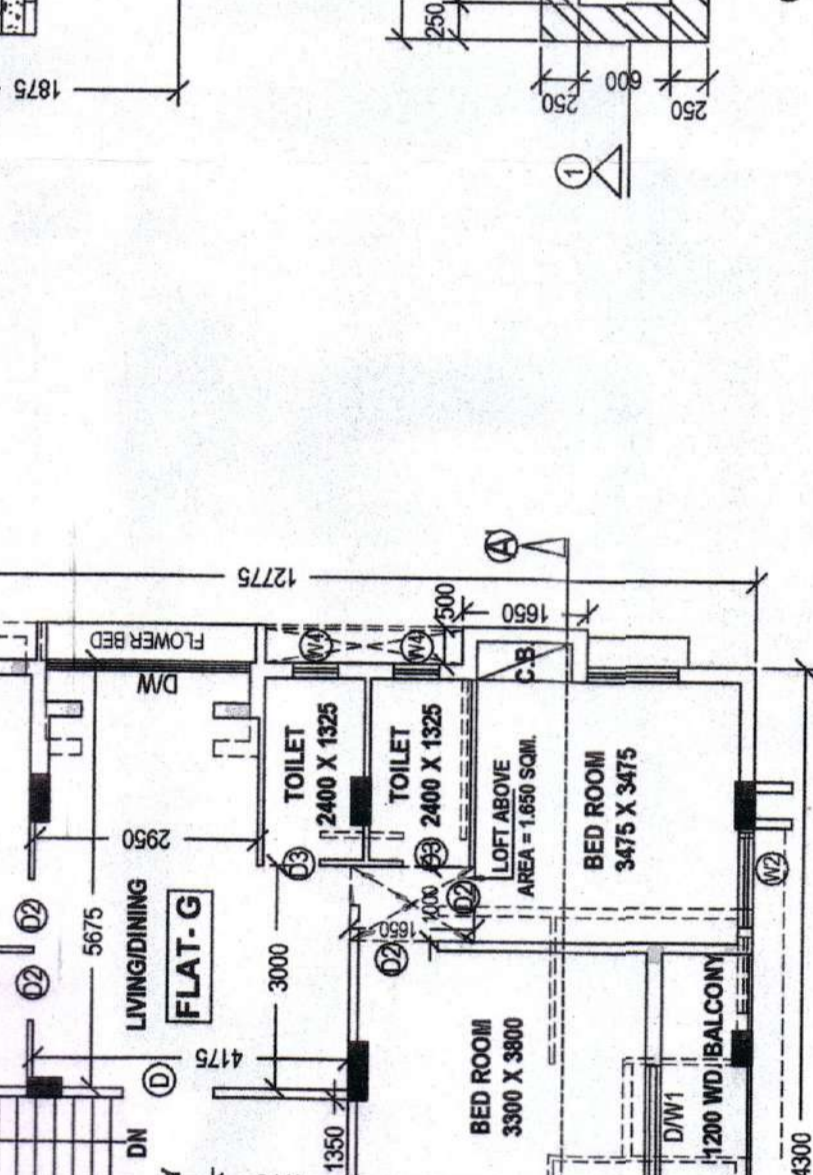 1875
250
250
600
250
1
12775
FLOWER BED
D/W
500
1650
W4
W4
A
C.B.
TOILET
2400 X 1325
TOILET
2400 X 1325
LOFT ABOVE
AREA = 1.650 SQM.
BED ROOM
3475 X 3475
2950
D3
D3
D2
W2
D2
D2
5675
LIVING/DINING
FLAT- G
3000
1000
1650
D2
4175
D
BED ROOM
3300 X 3800
D/W1
1200 WD. BALCONY
DN
1350
4300